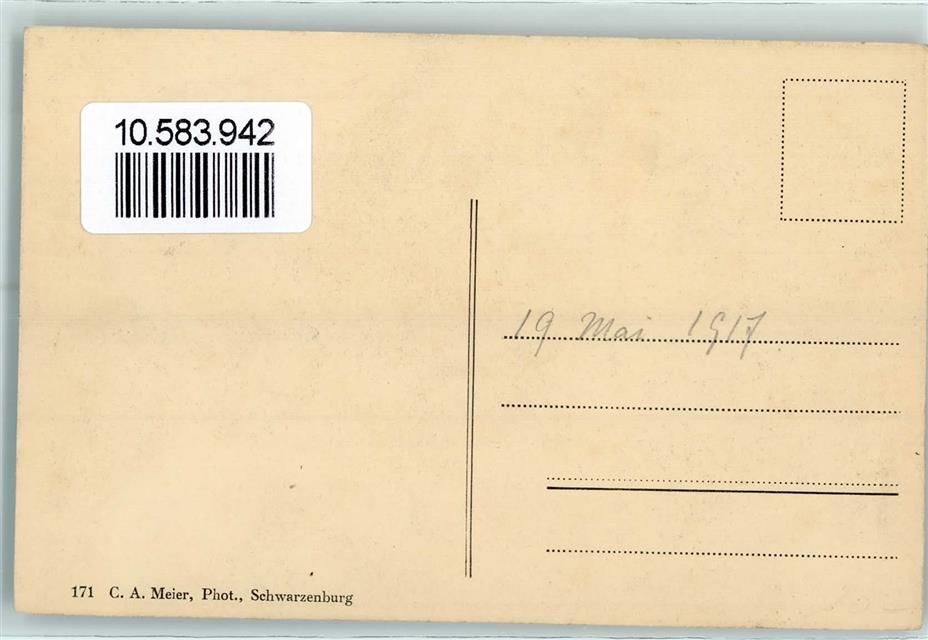 10.583.942
19 Mai 1917
171 C. A. Meier, Phot., Schwarzenburg